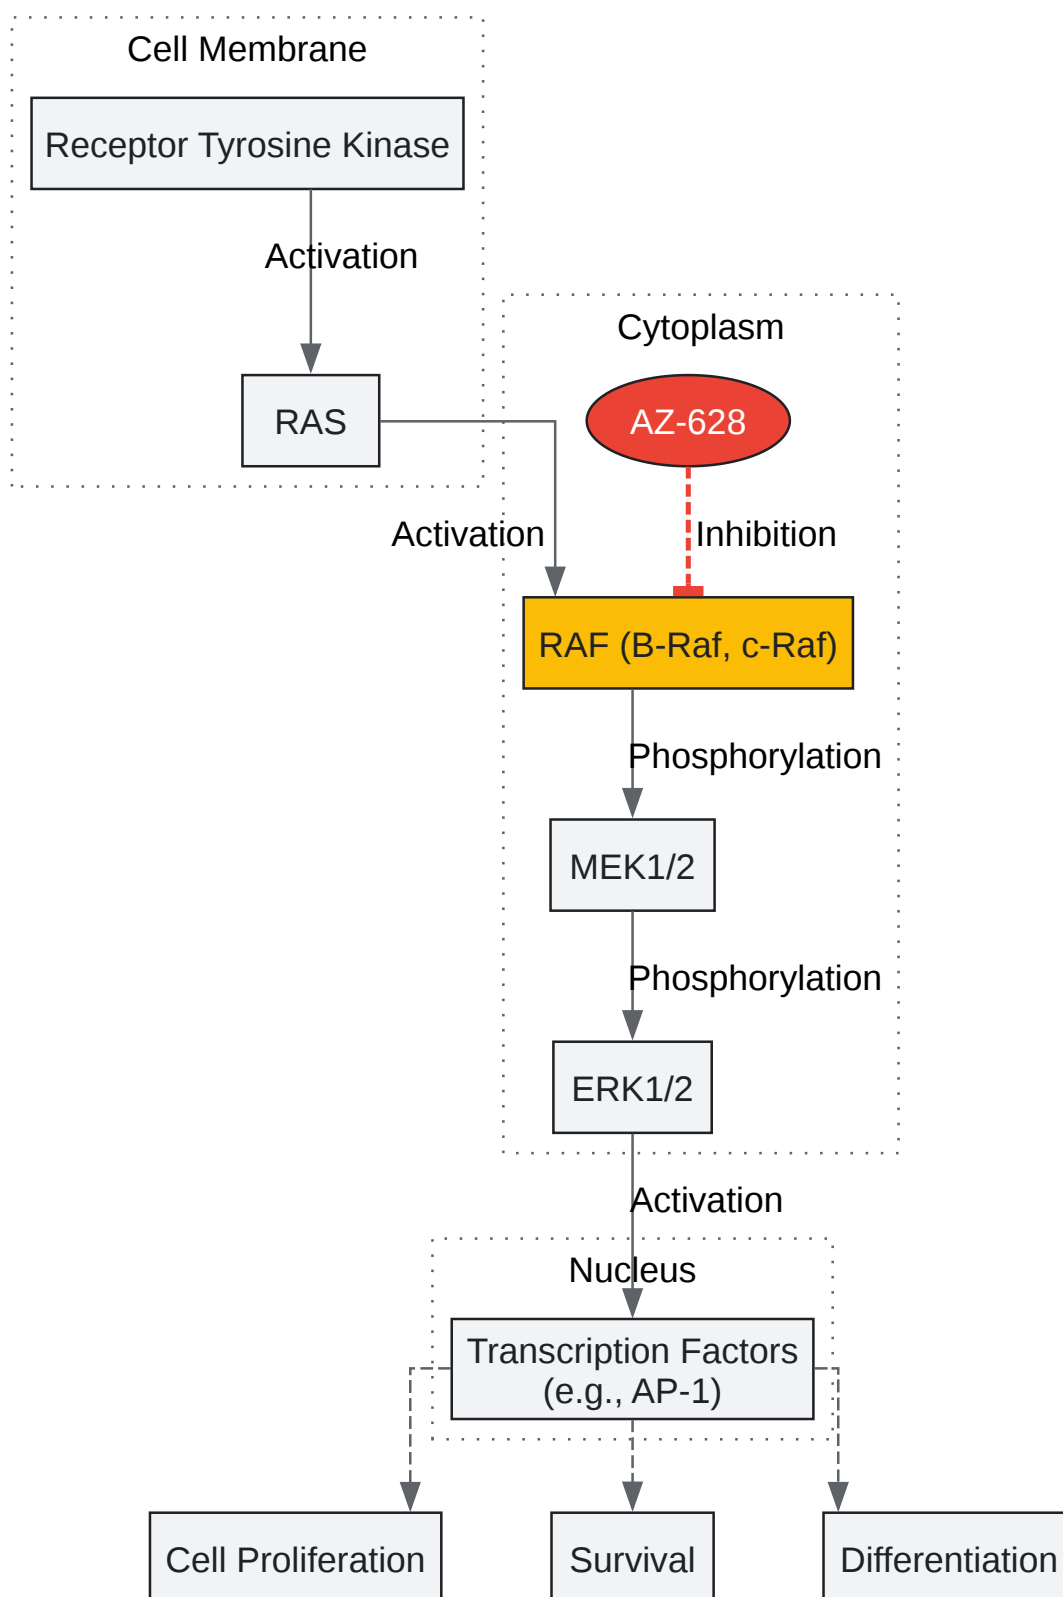 Cell Membrane
Receptor Tyrosine Kinase
Activation
RAS
Cytoplasm
AZ-628
Activation
Inhibition
RAF (B-Raf, c-Raf)
Phosphorylation
MEK1/2
Phosphorylation
ERK1/2
Activation
Nucleus
Transcription Factors
(e.g., AP-1)
Cell Proliferation
Survival
Differentiation